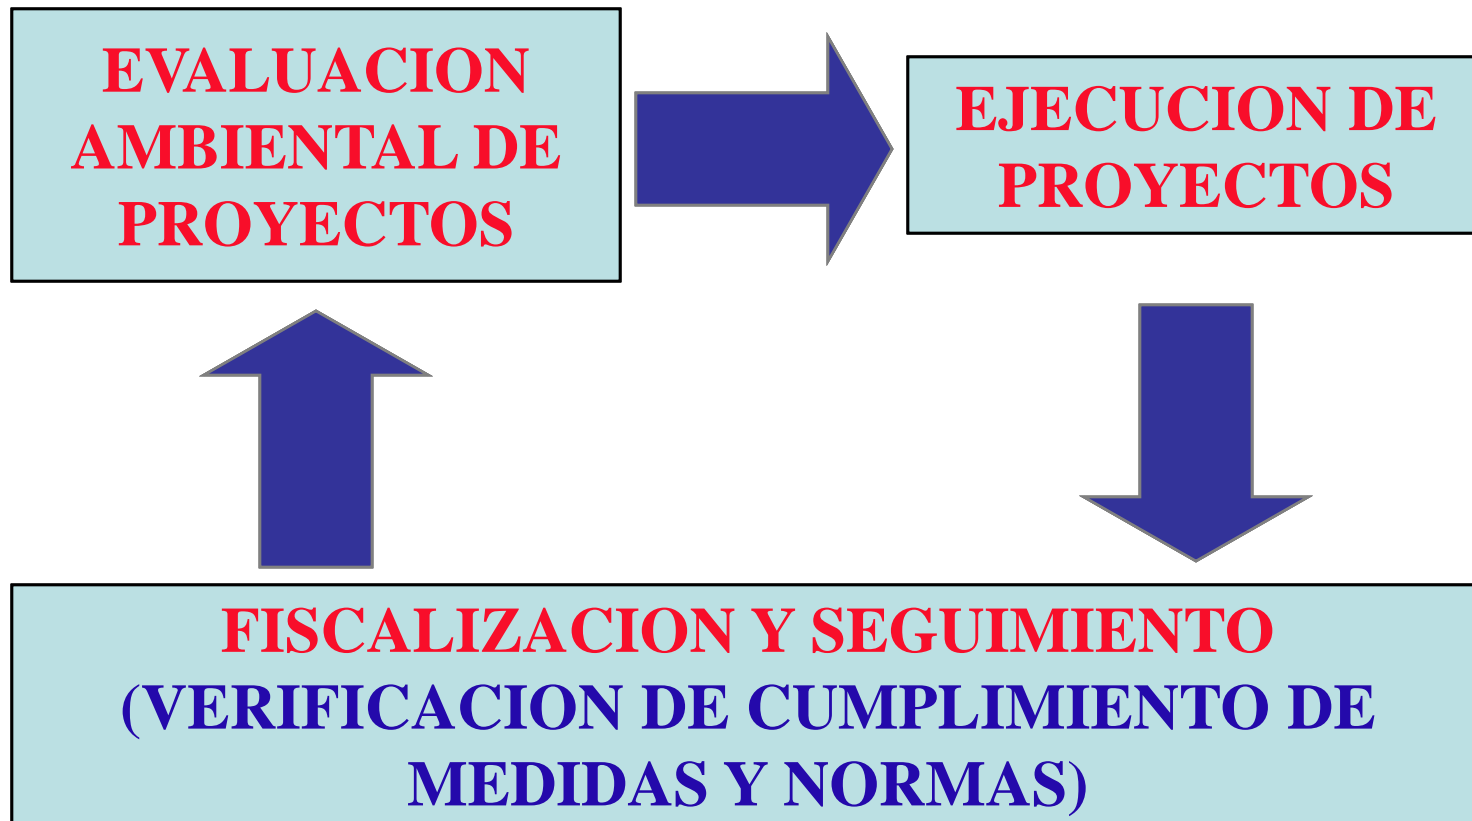 EVALUACION
AMBIENTAL DE
PROYECTOS
EJECUCION DE
PROYECTOS
FISCALIZACION Y SEGUIMIENTO
(VERIFICACION DE CUMPLIMIENTO DE
MEDIDAS Y NORMAS)